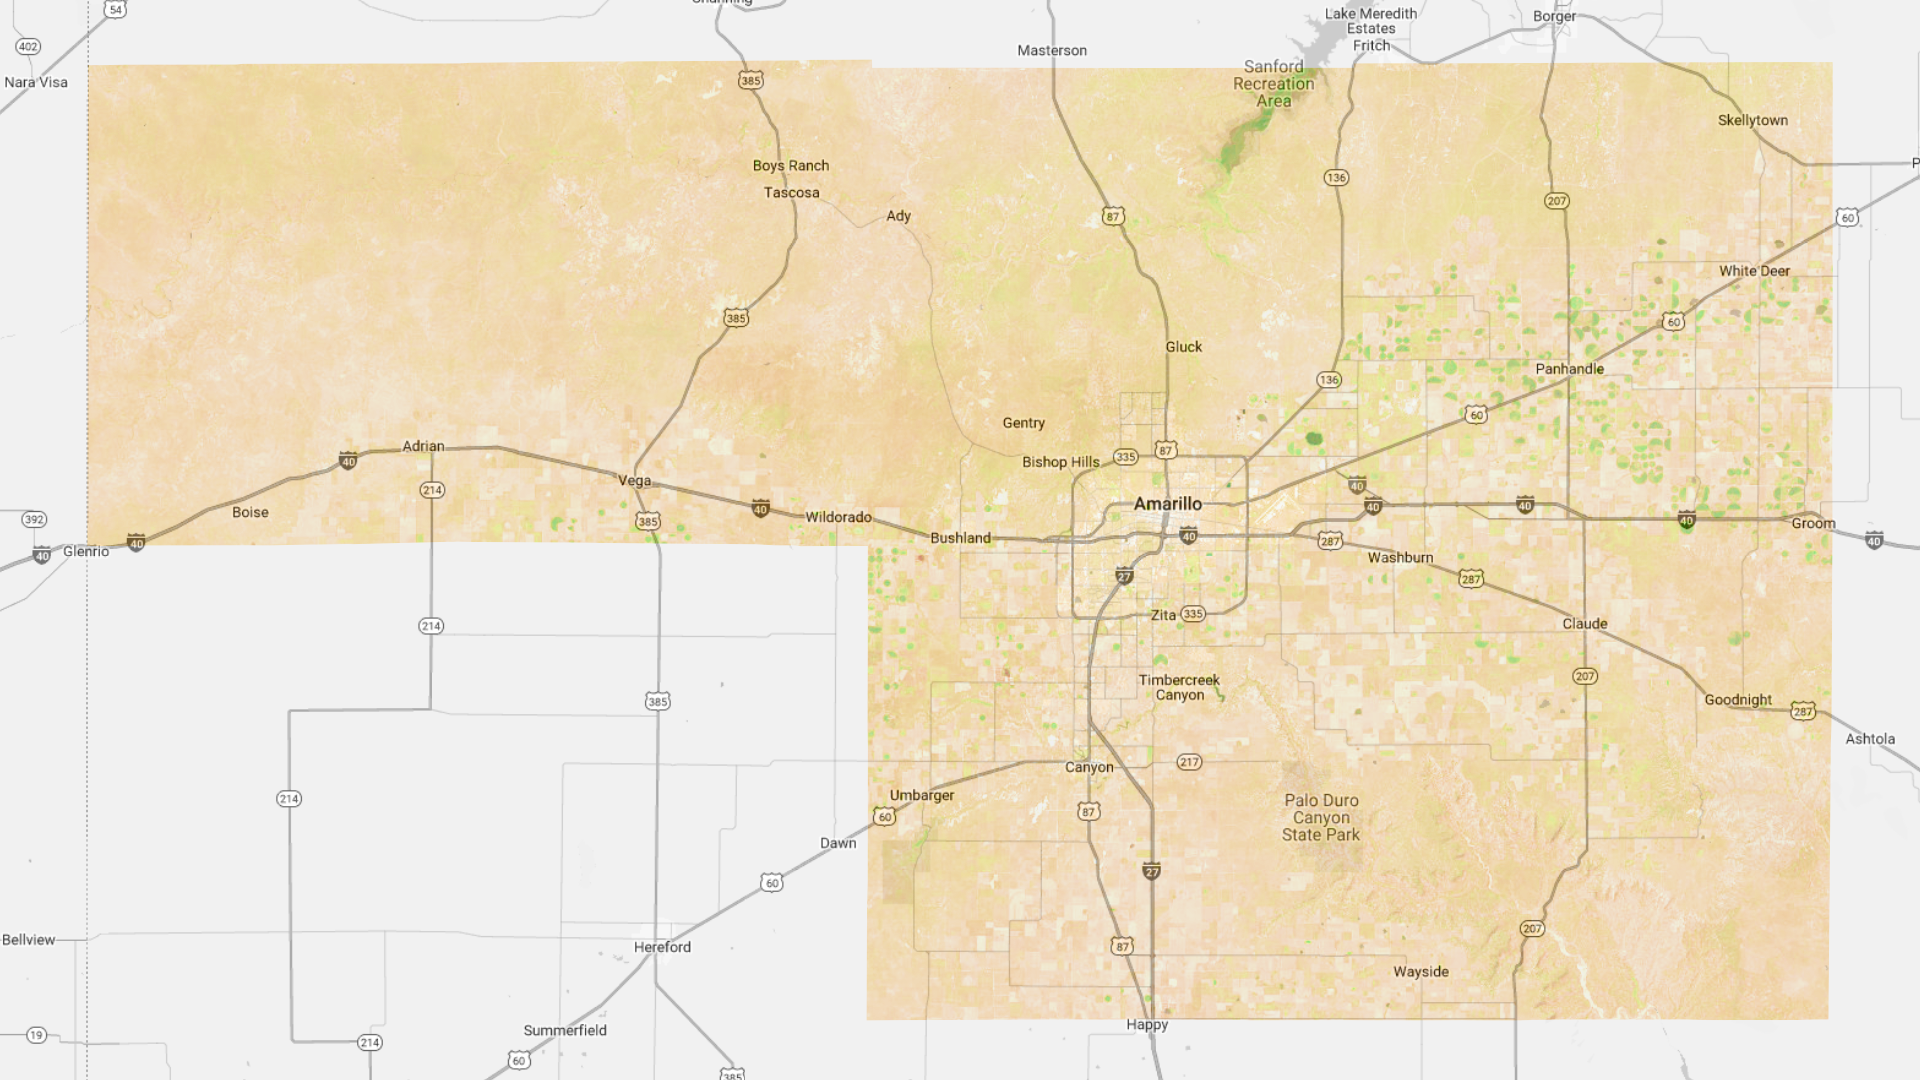 Channing
54
Lake Meredith
Estates
Fritch
Borger
402
Nara Visa
Masterson
385
Sanford
Recreation
Area
Skellytown
Boys Ranch
Tascosa
136
P
207
Ady
87
60
White Deer
385
60
Gluck
Panhandle
136
60
Gentry
Adrian
40
Bishop Hills
335
87
Vega
214
40
Amarillo
40
40
40
Boise
392
385
Wildorado
40
Groom
40
Glenrio
40
Bushland
40
287
40
Washburn
27
287
Zita
335
Claude
214
Timbercreek
Canyon
207
385
Goodnight
287
Ashtola
Canyon
217
214
Umbarger
60
87
Palo Duro
Canyon
State Park
Dawn
27
60
207
Bellview
Hereford
87
Wayside
Happy
Summerfield
19
214
60
385